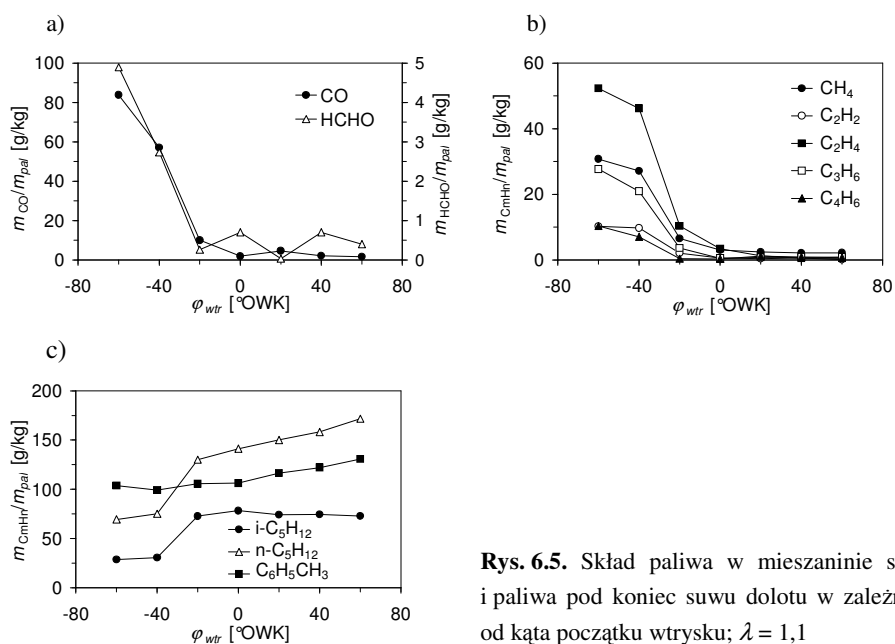 a)
100
80
60
40
20
0
m_CO/m_pal [g/kg]
5
4
3
2
1
0
m_HCHO/m_pal [g/kg]
CO
HCHO
-80 -40 0 40 80
φ_wtr [°OWK]
b)
60
40
20
0
m_CmHn/m_pal [g/kg]
CH₄
C₂H₂
C₂H₄
C₃H₆
C₄H₆
-80 -40 0 40 80
φ_wtr [°OWK]
c)
200
150
100
50
0
m_CmHn/m_pal [g/kg]
i-C₅H₁₂
n-C₅H₁₂
C₆H₅CH₃
-80 -40 0 40 80
φ_wtr [°OWK]
Rys. 6.5. Skład paliwa w mieszaninie
i paliwa pod koniec suwu dolotu w
od kąta początku wtrysku; λ = 1,1